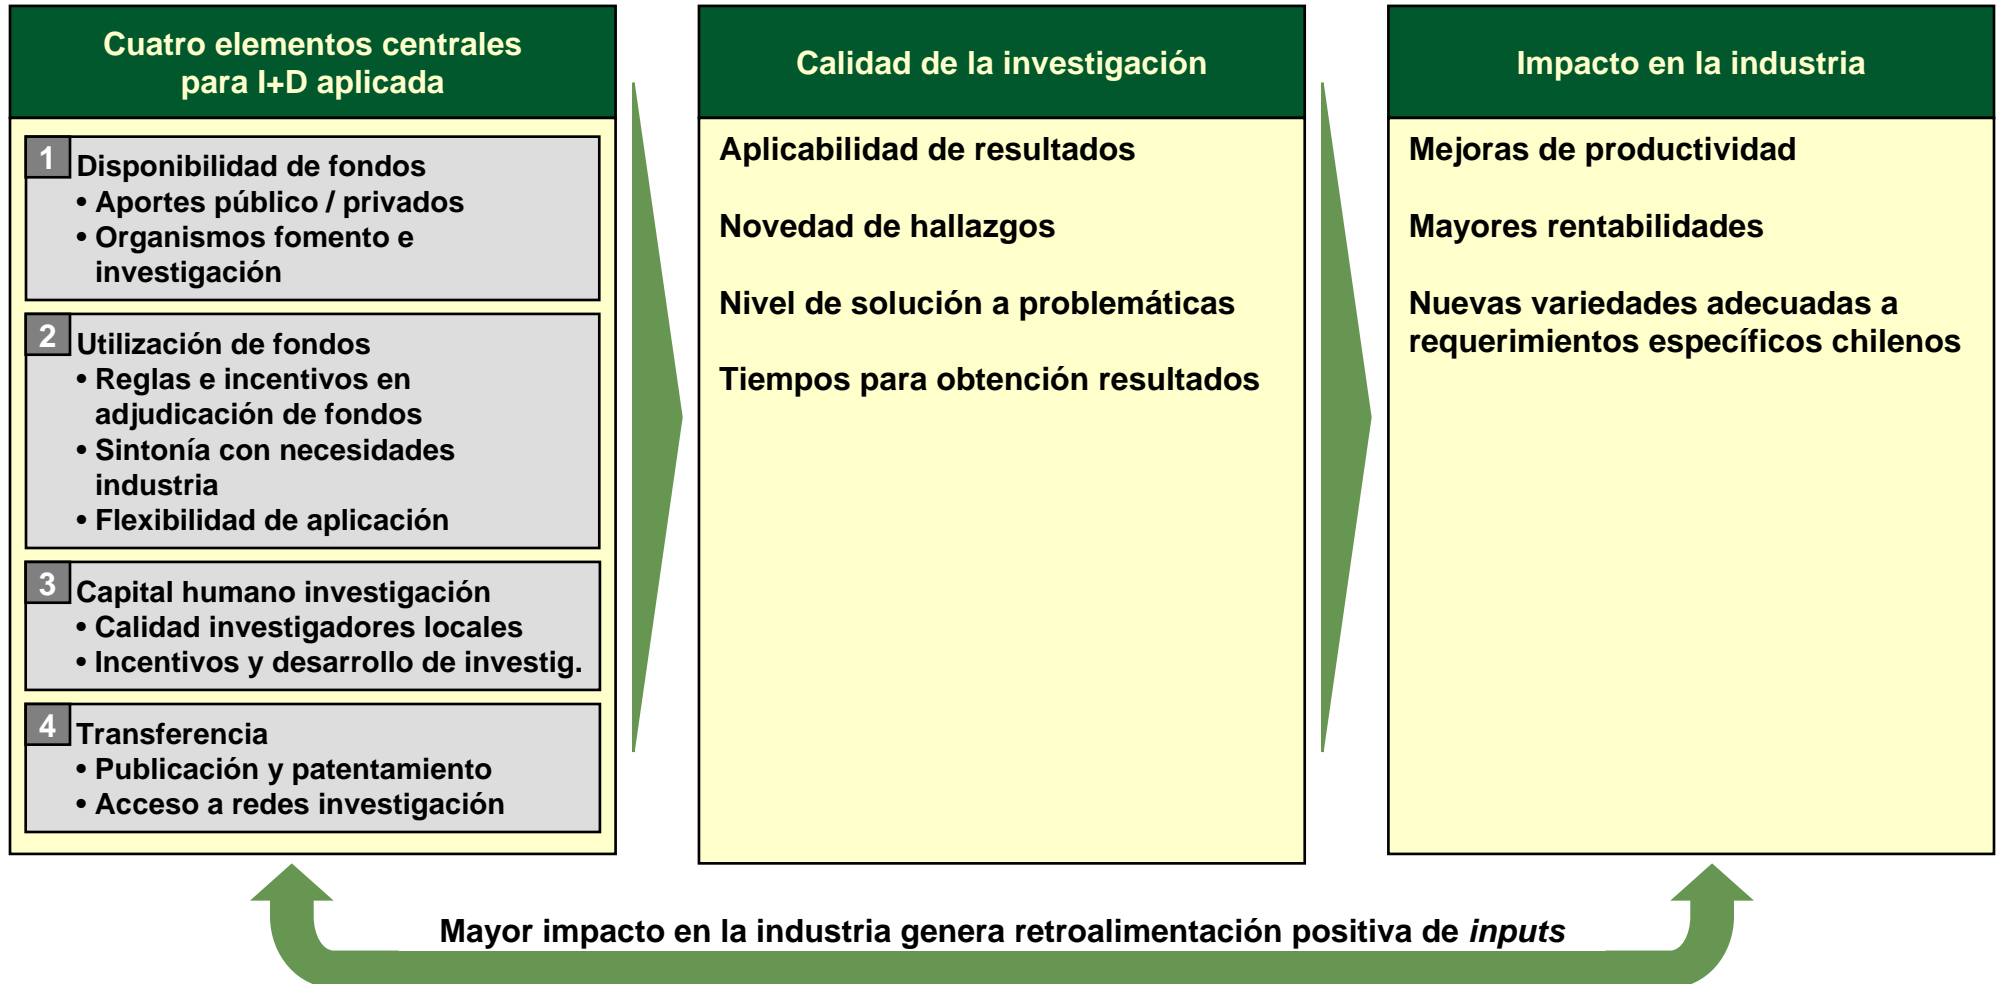 Cuatro elementos centrales
para I+D aplicada
1
Disponibilidad de fondos
• Aportes público / privados
• Organismos fomento e
investigación
2
Utilización de fondos
• Reglas e incentivos en
adjudicación de fondos
• Sintonía con necesidades
industria
• Flexibilidad de aplicación
3
Capital humano investigación
• Calidad investigadores locales
• Incentivos y desarrollo de investig.
4
Transferencia
• Publicación y patentamiento
• Acceso a redes investigación
Calidad de la investigación
Aplicabilidad de resultados
Novedad de hallazgos
Nivel de solución a problemáticas
Tiempos para obtención resultados
Impacto en la industria
Mejoras de productividad
Mayores rentabilidades
Nuevas variedades adecuadas a
requerimientos específicos chilenos
Mayor impacto en la industria genera retroalimentación positiva de inputs